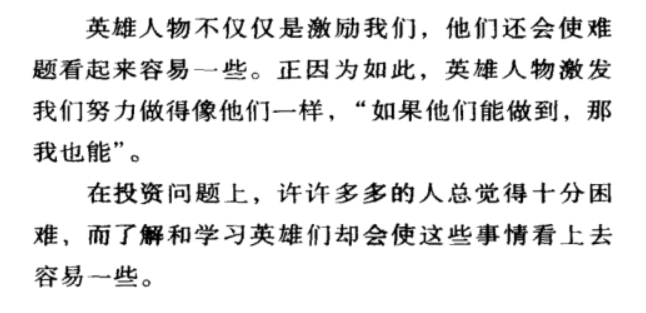 英雄人物不仅仅是激励我们，他们还会使难
题看起来容易一些。正因为如此，英雄人物激发
我们努力做得像他们一样，“如果他们能做到，那
我也能”。
在投资问题上，许许多多的人总觉得十分困
难，而了解和学习英雄们却会使这些事情看上去
容易一些。